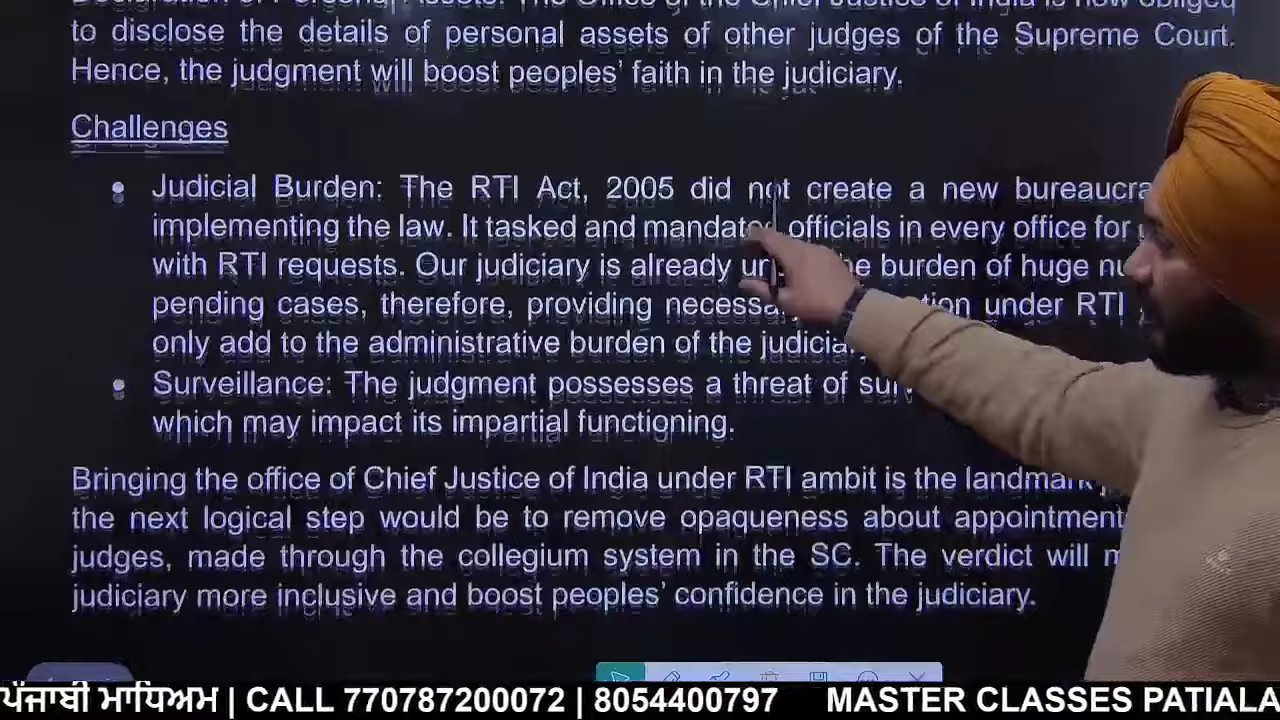 to disclose the details of personal assets of other judges of the Supreme Court.
Hence, the judgment will boost peoples' faith in the judiciary.
Challenges
• Judicial Burden: The RTI Act, 2005 did not create a new
implementing the law. It tasked and mandated officials in every office for
with RTI requests. Our judiciary is already the burden of huge
pending cases, therefore, providing under RTI
only add to the administrative burden of the
• Surveillance: The judgment possesses a threat of
which may impact its impartial functioning.
Bringing the office of Chief Justice of India under RTI ambit is the
the next logical step would be to remove opaqueness about
judges, made through the collegium system in the SC. The verdict will
judiciary more inclusive and boost peoples' confidence in the judiciary.
ਪੰਜਾਬੀ ਮਾਧਿਅਮ | CALL 770787200072 | 8054400797 MASTER CLASSES PATIALA